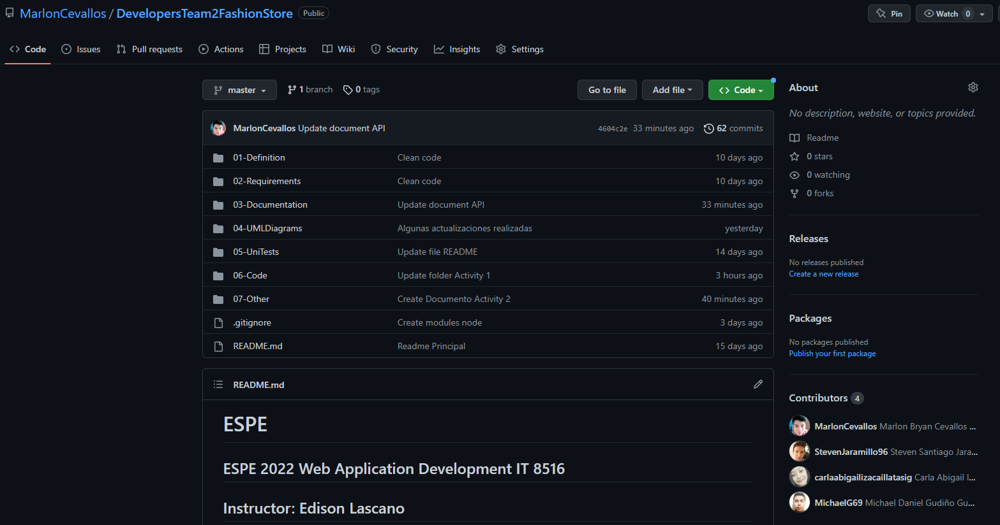 MarlonCevallos / DevelopersTeam2FashionStore Public
Pin Watch 0
Code Issues Pull requests Actions Projects Wiki Security Insights Settings
master 1 branch 0 tags Go to file Add file Code
MarlonCevallos Update document API 4604c2e 33 minutes ago 62 commits
01-Definition Clean code 10 days ago
02-Requirements Clean code 10 days ago
03-Documentation Update document API 33 minutes ago
04-UMLDiagrams Algunas actualizaciones realizadas yesterday
05-UniTests Update file README 14 days ago
06-Code Update folder Activity 1 3 hours ago
07-Other Create Documento Activity 2 40 minutes ago
.gitignore Create modules node 3 days ago
README.md Readme Principal 15 days ago
README.md
ESPE
ESPE 2022 Web Application Development IT 8516
Instructor: Edison Lascano
About
No description, website, or topics provided.
Readme
0 stars
0 watching
0 forks
Releases
No releases published
Create a new release
Packages
No packages published
Publish your first package
Contributors 4
MarlonCevallos Marlon Bryan Cevallos ...
StevenJaramillo96 Steven Santiago Jara...
carlaabigailizacaillatasig Carla Abigail I...
MichaelG69 Michael Daniel Gudiño Gu...